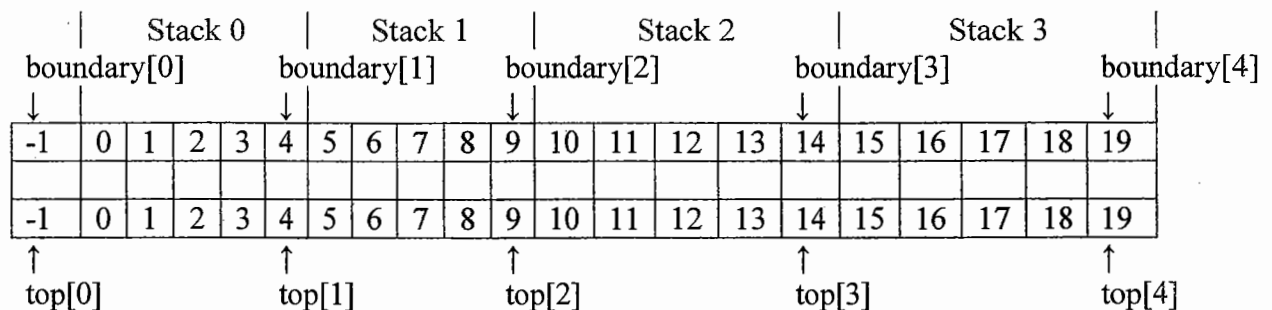 Stack 0 Stack 1 Stack 2 Stack 3
boundary[0] boundary[1] boundary[2] boundary[3] boundary[4]
-1 0 1 2 3 4 5 6 7 8 9 10 11 12 13 14 15 16 17 18 19
-1 0 1 2 3 4 5 6 7 8 9 10 11 12 13 14 15 16 17 18 19
top[0] top[1] top[2] top[3] top[4]